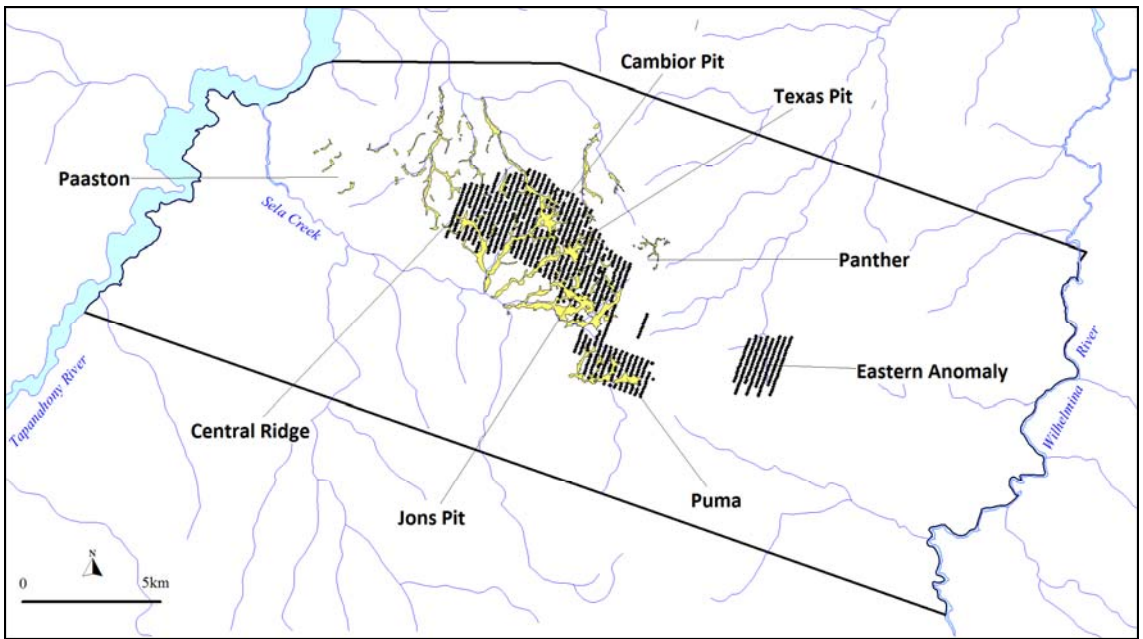 Cambior Pit
Texas Pit
Paaston
Sela Creek
Panther
Eastern Anomaly
River
Wilhelmina
Tapanahony River
Central Ridge
Puma
Jons Pit
N
0 5km